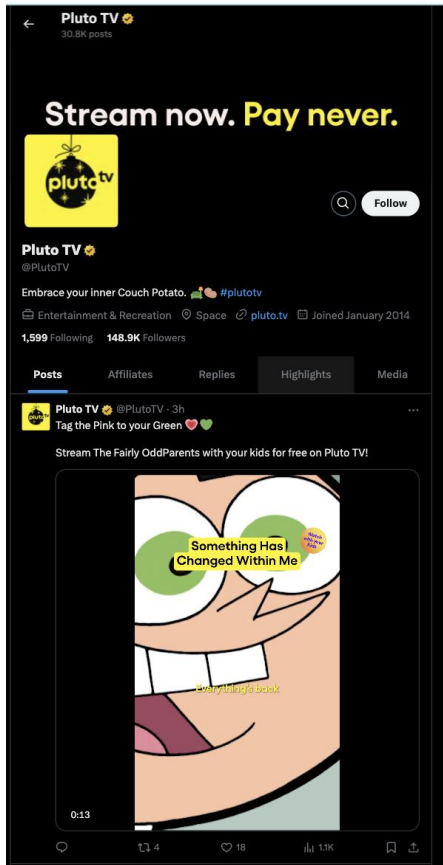 Pluto TV
30.8K posts
Stream now. Pay never.
pluto tv
Follow
Pluto TV
@PlutoTV
Embrace your inner Couch Potato. 🛋️🥔 #plutotv
Entertainment & Recreation Space pluto.tv Joined January 2014
1,599 Following 148.9K Followers
Posts Affiliates Replies Highlights Media
pluto tv
Pluto TV @PlutoTV · 3h
Tag the Pink to your Green 🩷💚
Stream The Fairly OddParents with your kids for free on Pluto TV!
Watch
with your
Kids
Something Has
Changed Within Me
Everything's back
0:13
4 18 1.1K